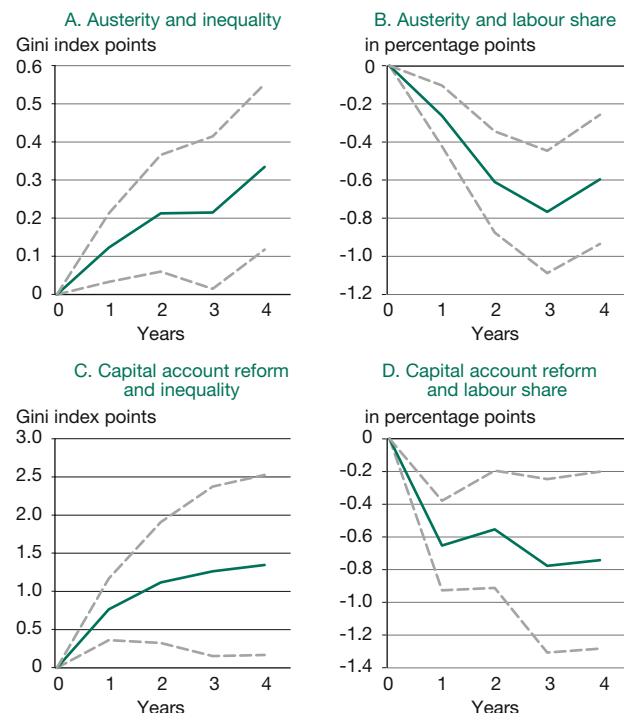 A. Austerity and inequality
Gini index points
0.6
0.5
0.4
0.3
0.2
0.1
0
0 1 2 3 4
Years
B. Austerity and labour share
in percentage points
0
-0.2
-0.4
-0.6
-0.8
-1.0
-1.2
0 1 2 3 4
Years
C. Capital account reform
and inequality
Gini index points
3.0
2.5
2.0
1.5
1.0
0.5
0
0 1 2 3 4
Years
D. Capital account reform
and labour share
in percentage points
0
-0.2
-0.4
-0.6
-0.8
-1.0
-1.2
-1.4
0 1 2 3 4
Years